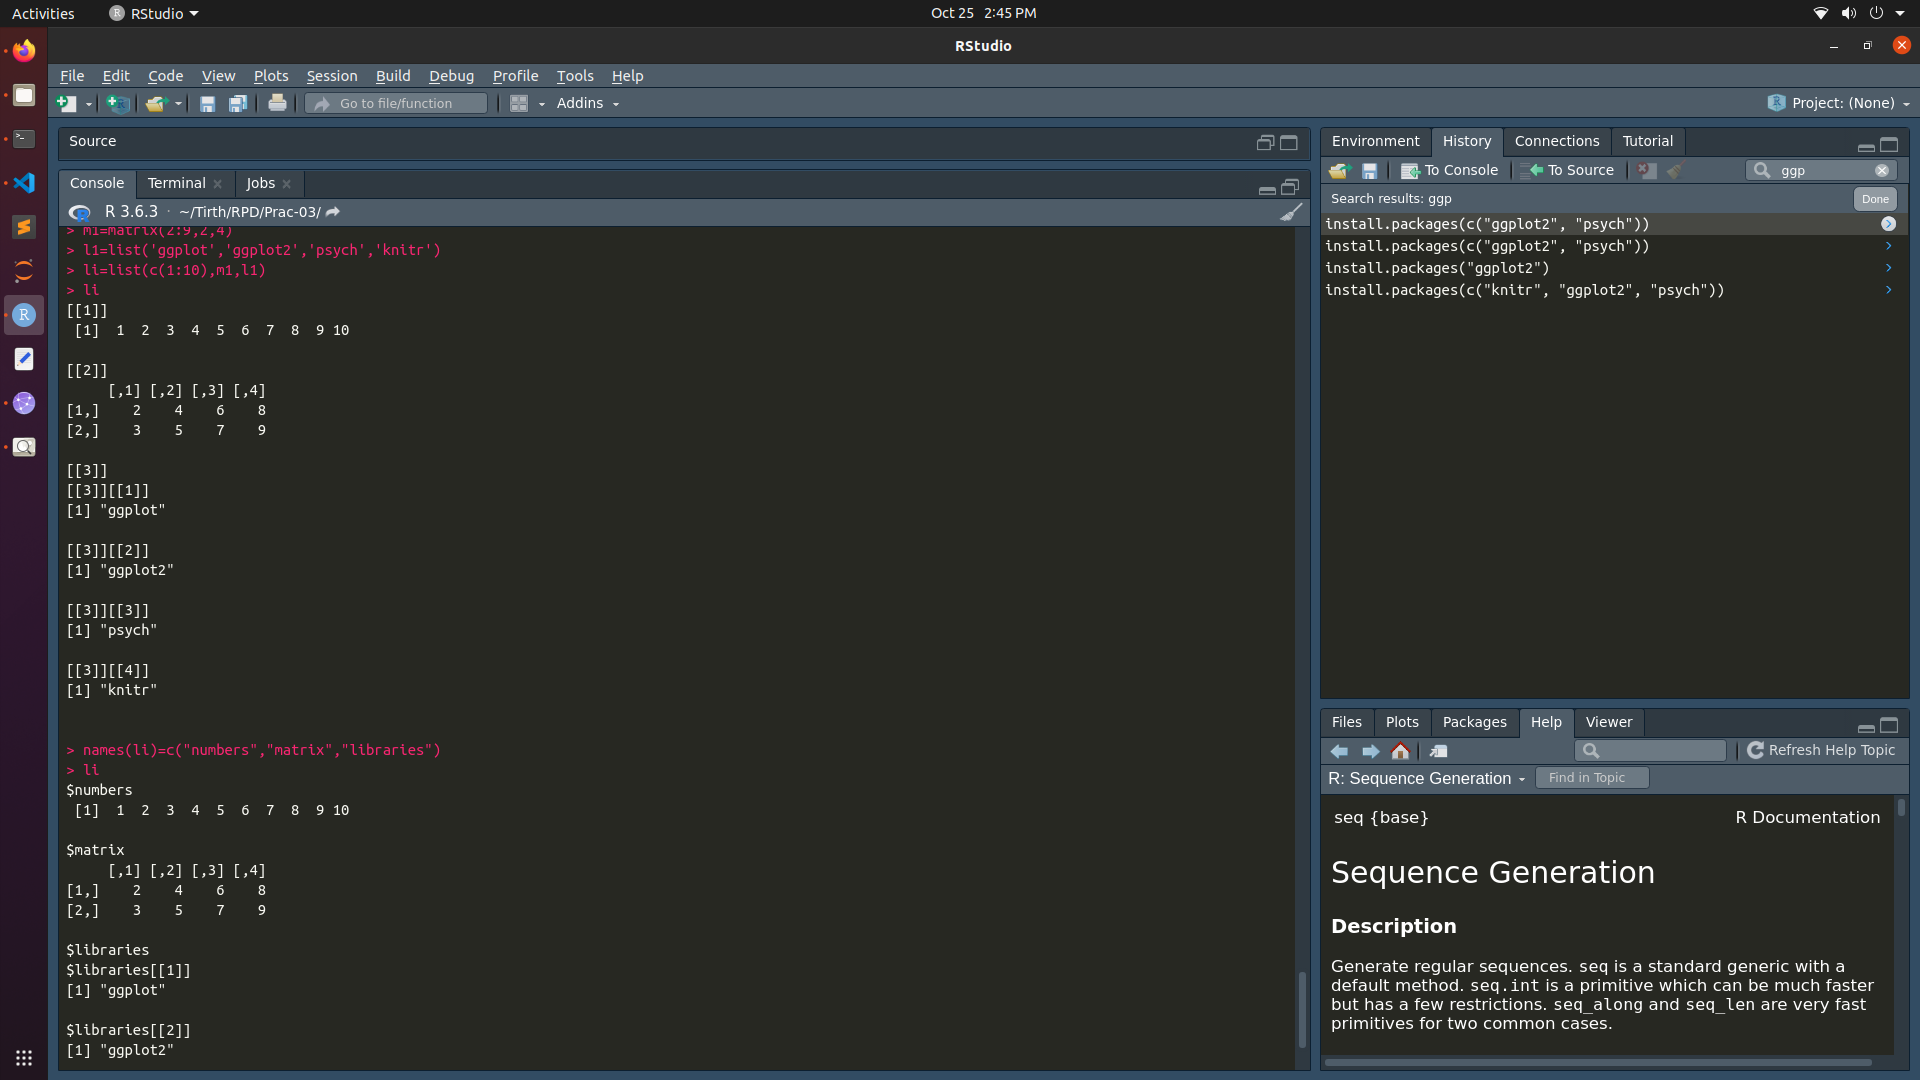 Activities
RStudio
Oct 25 2:45 PM
RStudio
File Edit Code View Plots Session Build Debug Profile Tools Help
Go to file/function
Addins
Project: (None)
Source
Console Terminal Jobs
R 3.6.3 · ~/Tirth/RPD/Prac-03/
> m1=matrix(2:9,2,4)
> l1=list('ggplot','ggplot2','psych','knitr')
> li=list(c(1:10),m1,l1)
> li
[[1]]
 [1]  1  2  3  4  5  6  7  8  9 10
[[2]]
     [,1] [,2] [,3] [,4]
[1,]    2    4    6    8
[2,]    3    5    7    9
[[3]]
[[3]][[1]]
[1] "ggplot"
[[3]][[2]]
[1] "ggplot2"
[[3]][[3]]
[1] "psych"
[[3]][[4]]
[1] "knitr"
> names(li)=c("numbers","matrix","libraries")
> li
$numbers
 [1]  1  2  3  4  5  6  7  8  9 10
$matrix
     [,1] [,2] [,3] [,4]
[1,]    2    4    6    8
[2,]    3    5    7    9
$libraries
$libraries[[1]]
[1] "ggplot"
$libraries[[2]]
[1] "ggplot2"
Environment History Connections Tutorial
To Console To Source ggp
Search results: ggp Done
install.packages(c("ggplot2", "psych"))
install.packages(c("ggplot2", "psych"))
install.packages("ggplot2")
install.packages(c("knitr", "ggplot2", "psych"))
Files Plots Packages Help Viewer
Refresh Help Topic
R: Sequence Generation Find in Topic
seq {base} R Documentation
Sequence Generation
Description
Generate regular sequences. seq is a standard generic with a
default method. seq.int is a primitive which can be much faster
but has a few restrictions. seq_along and seq_len are very fast
primitives for two common cases.